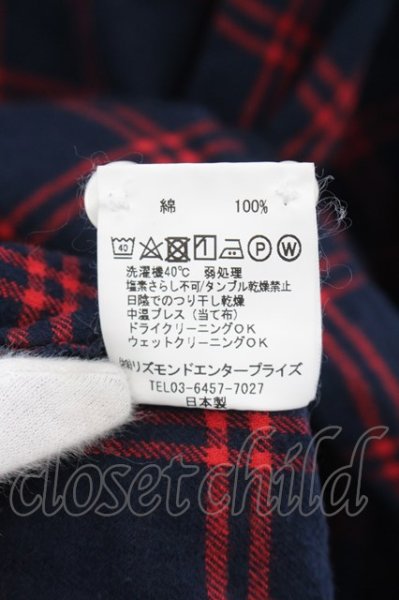 綿 100%
40 P W
洗濯機40℃ 弱処理
塩素さらし不可/タンブル乾燥禁止
日陰でのつり干し乾燥
中温プレス(当て布)
ドライクリーニングOK
ウェットクリーニングOK
㈲リズモンドエンタープライズ
TEL03-6457-7027
日本製
closetchild